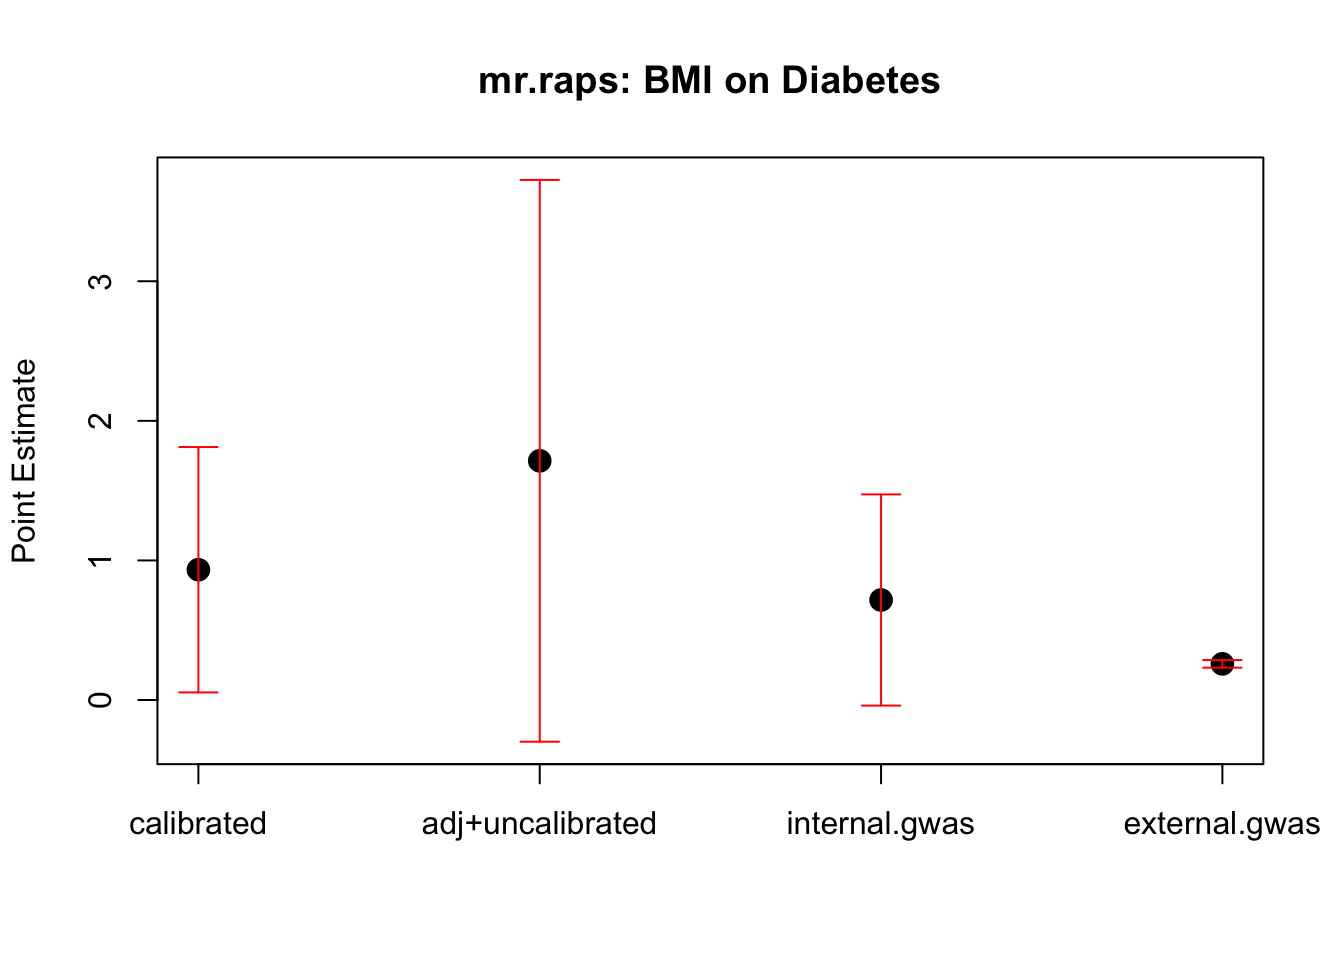 mr.raps: BMI on Diabetes
Point Estimate
3
2
1
0
calibrated
adj+uncalibrated
internal.gwas
external.gwas